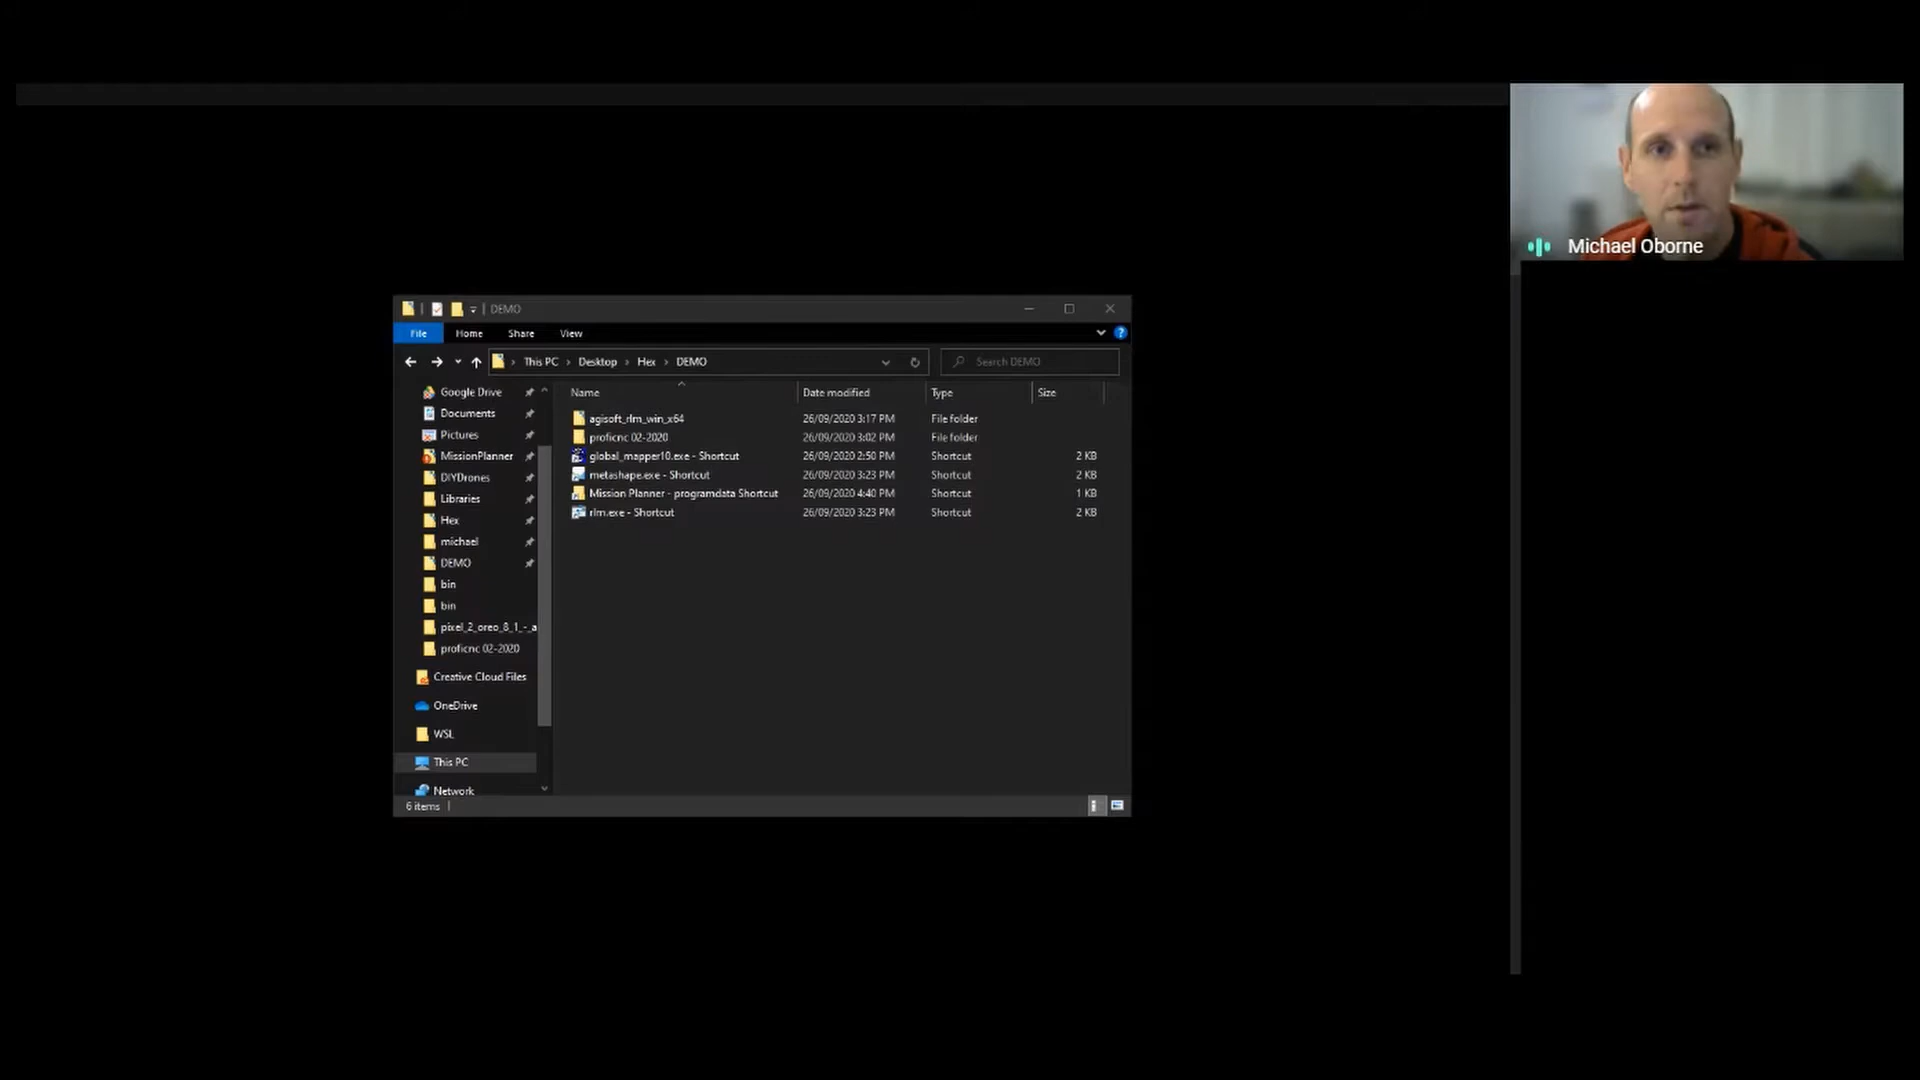 Michael Oborne
DEMO
File Home Share View
This PC Desktop Hex DEMO Search DEMO
Name Date modified Type Size
Google Drive
Documents
Pictures
MissionPlanner
DIYDrones
Libraries
Hex
michael
DEMO
bin
bin
pixel_2_oreo_8_1_-_a
proficnc 02-2020
Creative Cloud Files
OneDrive
WSL
This PC
Network
agisoft_rlm_win_x64 26/09/2020 3:17 PM File folder
proficnc 02-2020 26/09/2020 3:02 PM File folder
global_mapper10.exe - Shortcut 26/09/2020 2:50 PM Shortcut 2 KB
metashape.exe - Shortcut 26/09/2020 3:23 PM Shortcut 2 KB
Mission Planner - programdata Shortcut 26/09/2020 4:40 PM Shortcut 1 KB
rlm.exe - Shortcut 26/09/2020 3:23 PM Shortcut 2 KB
6 items